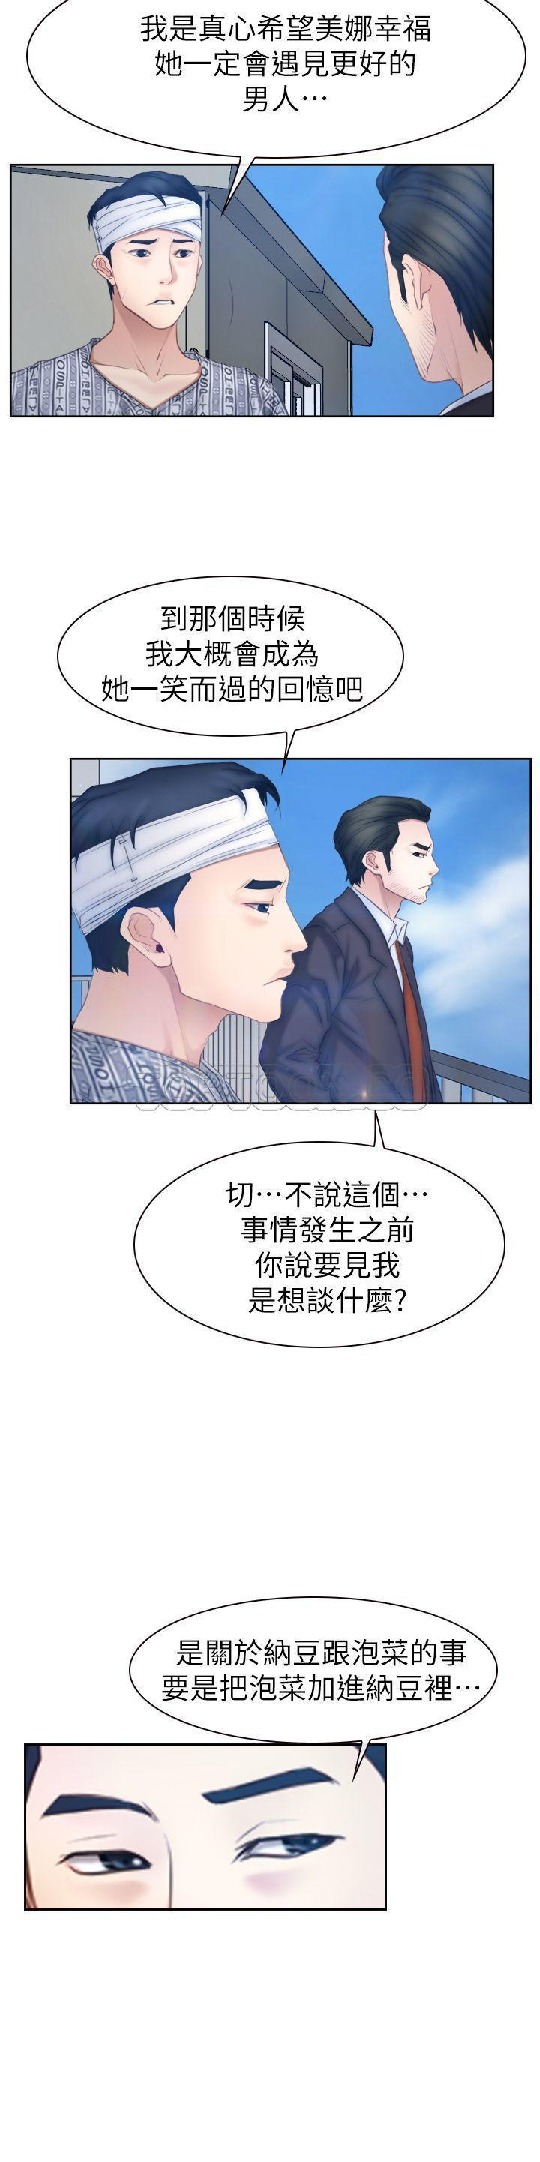 我是真心希望美娜幸福
她一定會遇見更好的
男人…
到那個時候
我大概會成為
她一笑而過的回憶吧
切…不說這個…
事情發生之前
你說要見我
是想談什麼?
是關於納豆跟泡菜的事
要是把泡菜加進納豆裡…